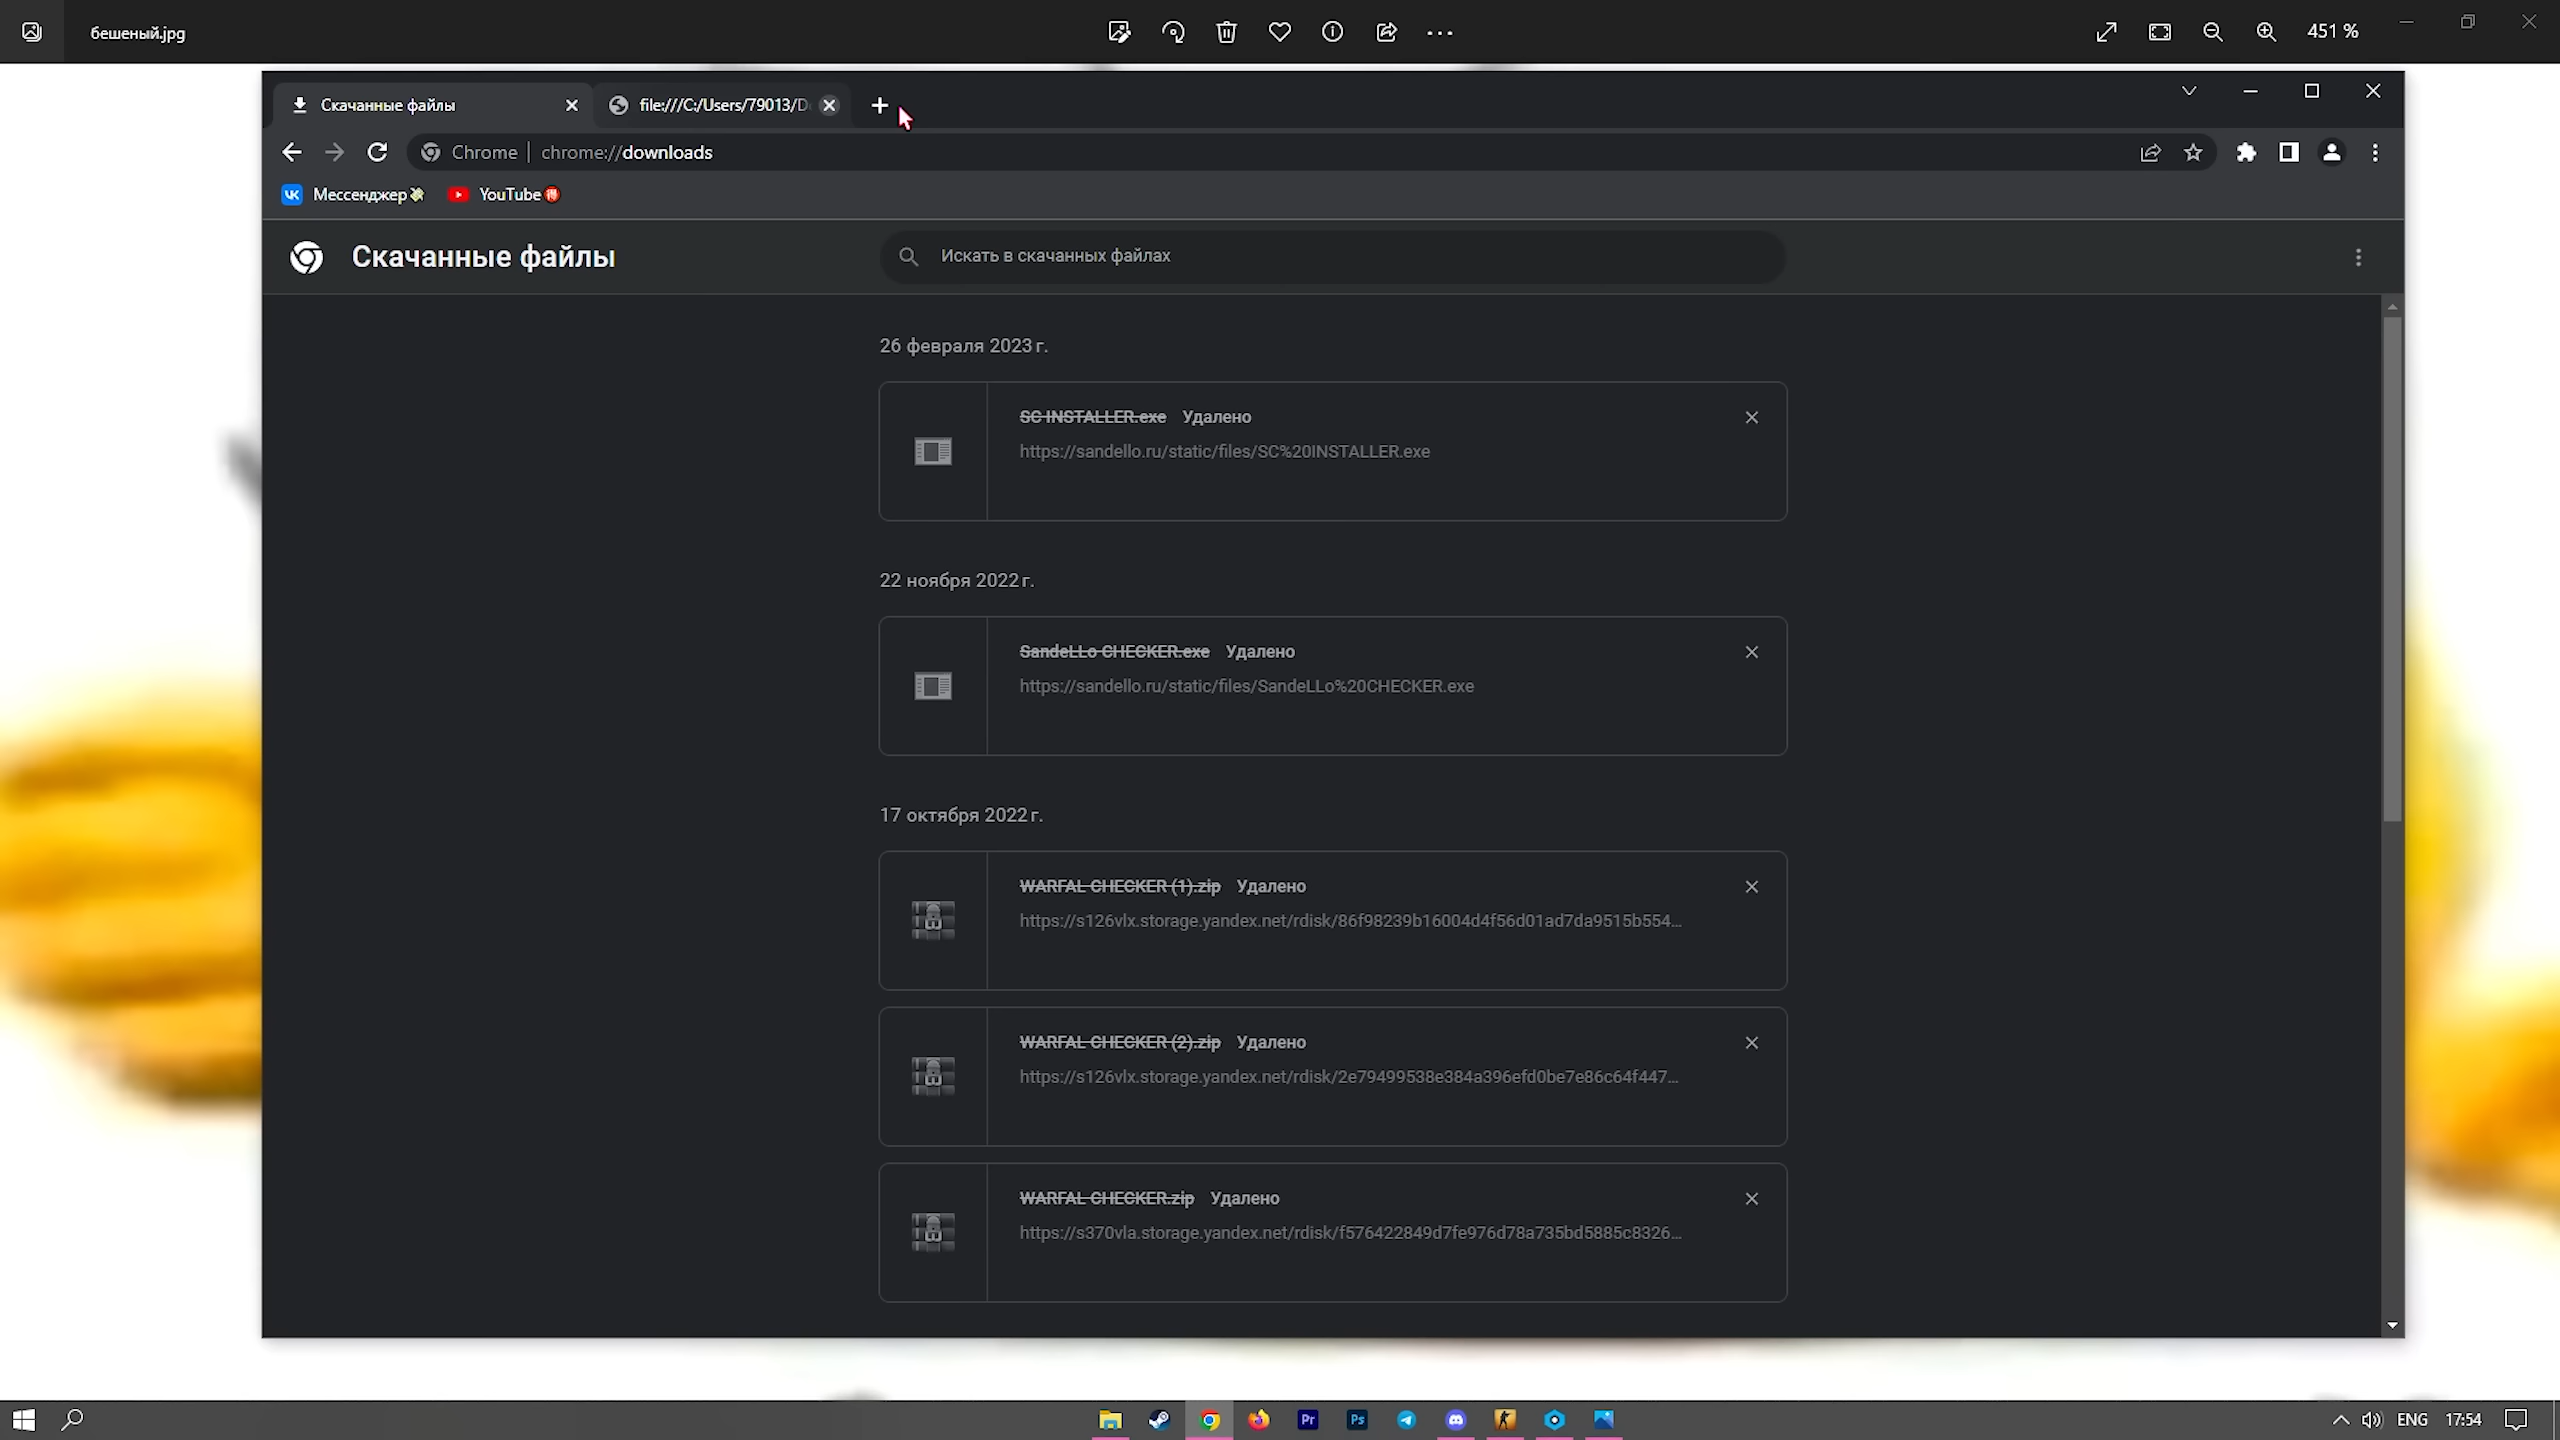 бешеный.jpg
451 %
Скачанные файлы
file:///C:/Users/79013/D
Chrome | chrome://downloads
Мессенджер
YouTube
Скачанные файлы
Искать в скачанных файлах
26 февраля 2023 г.
SC INSTALLER.exe Удалено
https://sandello.ru/static/files/SC%20INSTALLER.exe
22 ноября 2022 г.
SandeLLo CHECKER.exe Удалено
https://sandello.ru/static/files/SandeLLo%20CHECKER.exe
17 октября 2022 г.
WARFAL CHECKER (1).zip Удалено
https://s126vlx.storage.yandex.net/rdisk/86f98239b16004d4f56d01ad7da9515b554...
WARFAL CHECKER (2).zip Удалено
https://s126vlx.storage.yandex.net/rdisk/2e79499538e384a396efd0be7e86c64f447...
WARFAL CHECKER.zip Удалено
https://s370vla.storage.yandex.net/rdisk/f576422849d7fe976d78a735bd5885c8326...
Pr
Ps
ENG
17:54